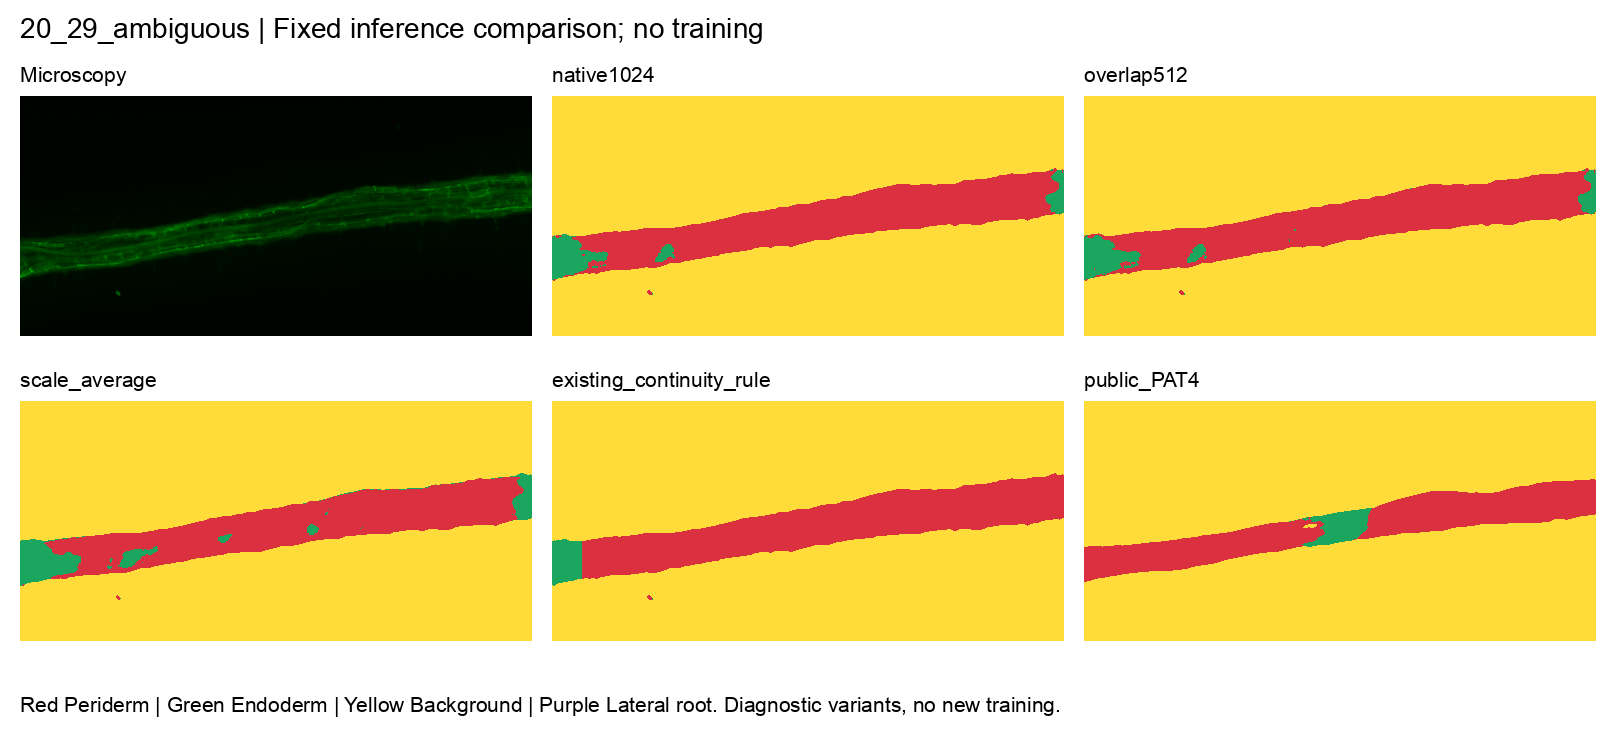 20_29_ambiguous | Fixed inference comparison; no training
Microscopy
native1024
overlap512
scale_average
existing_continuity_rule
public_PAT4
Red Periderm | Green Endoderm | Yellow Background | Purple Lateral root. Diagnostic variants, no new training.